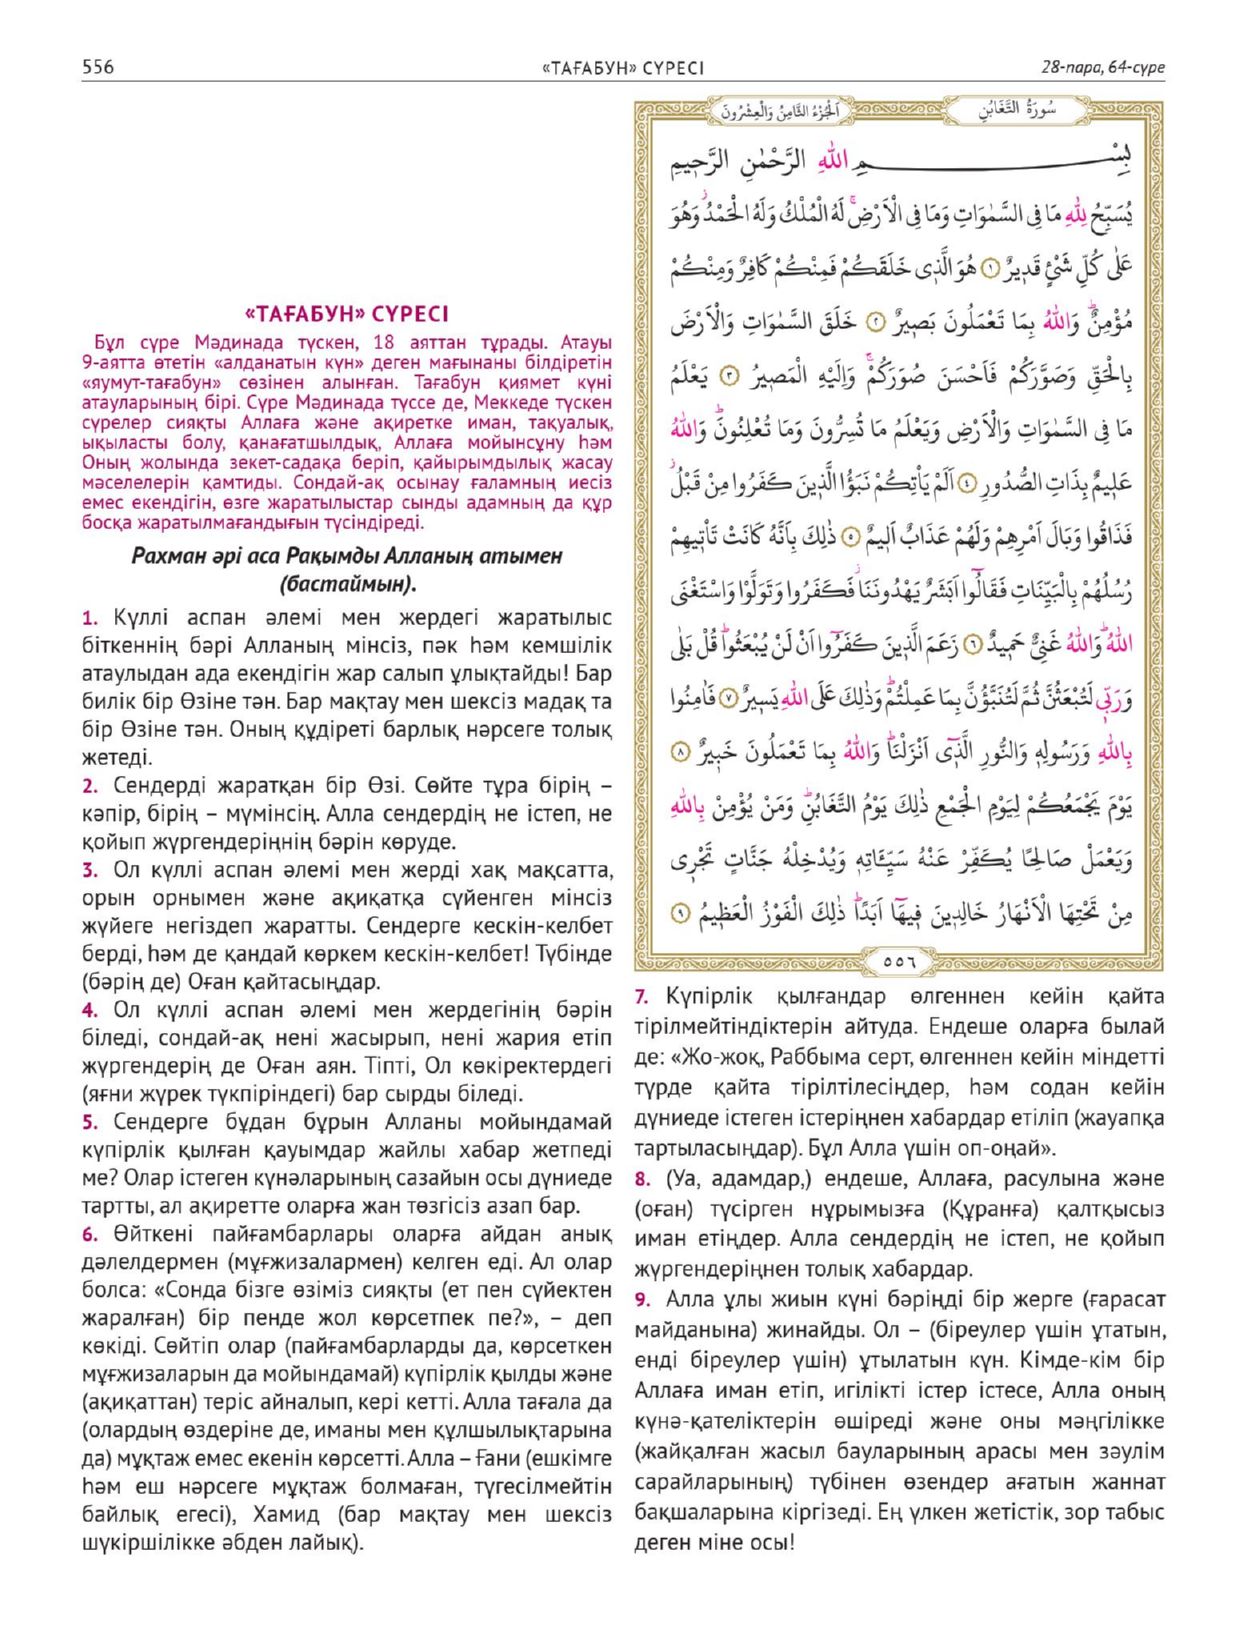 556
«ТАҒАБУН» СҮРЕСІ
28-пара, 64-сүре
«ТАҒАБУН» СҮРЕСІ
Бұл сүре Мәдинада түскен, 18 аяттан тұрады. Атауы
9-аятта өтетін «алданатын күн» деген мағынаны білдіретін
«яумут-тағабун» сөзінен алынған. Тағабун қиямет күні
атауларының бірі. Сүре Мәдинада түссе де, Меккеде түскен
сүрелер сияқты Аллаға және ақиретке иман, тақуалық,
ықыласты болу, қанағатшылдық, Аллаға мойынсұну һәм
Оның жолында зекет-садақа беріп, қайырымдылық жасау
мәселелерін қамтиды. Сондай-ақ осынау ғаламның иесіз
емес екендігін, өзге жаратылыстар сынды адамның да құр
босқа жаратылмағандығын түсіндіреді.
Рахман әрі аса Рақымды Алланың атымен
(бастаймын).
1. Күллі аспан әлемі мен жердегі жаратылыс
біткеннің бәрі Алланың мінсіз, пәк һәм кемшілік
атаулыдан ада екендігін жар салып ұлықтайды! Бар
билік бір Өзіне тән. Бар мақтау мен шексіз мадақ та
бір Өзіне тән. Оның құдіреті барлық нәрсеге толық
жетеді.
2. Сендерді жаратқан бір Өзі. Сөйте тұра бірің –
кәпір, бірің – мүмінсің. Алла сендердің не істеп, не
қойып жүргендеріңнің бәрін көруде.
3. Ол күллі аспан әлемі мен жерді хақ мақсатта,
орын орнымен және ақиқатқа сүйенген мінсіз
жүйеге негіздеп жаратты. Сендерге кескін-келбет
берді, һәм де қандай көркем кескін-келбет! Түбінде
(бәрің де) Оған қайтасыңдар.
4. Ол күллі аспан әлемі мен жердегінің бәрін
біледі, сондай-ақ нені жасырып, нені жария етіп
жүргендерің де Оған аян. Тіпті, Ол көкіректердегі
(яғни жүрек түкпіріндегі) бар сырды біледі.
5. Сендерге бұдан бұрын Алланы мойындамай
күпірлік қылған қауымдар жайлы хабар жетпеді
ме? Олар істеген күнәларының сазайын осы дүниеде
тартты, ал ақиретте оларға жан төзгісіз азап бар.
6. Өйткені пайғамбарлары оларға айдан анық
дәлелдермен (мұғжизалармен) келген еді. Ал олар
болса: «Сонда бізге өзіміз сияқты (ет пен сүйектен
жаралған) бір пенде жол көрсетпек пе?», – деп
көкіді. Сөйтіп олар (пайғамбарларды да, көрсеткен
мұғжизаларын да мойындамай) күпірлік қылды және
(ақиқаттан) теріс айналып, кері кетті. Алла тағала да
(олардың өздеріне де, иманы мен құлшылықтарына
да) мұқтаж емес екенін көрсетті. Алла – Ғани (ешкімге
һәм еш нәрсеге мұқтаж болмаған, түгесілмейтін
байлық егесі), Хамид (бар мақтау мен шексіз
шүкіршілікке әбден лайық).
سُورَةُ التَّغَابُنِ
اَلْجُزْءُ الثَّامِنُ وَالْعِشْرُونَ
بِسْمِ اللّٰهِ الرَّحْمٰنِ الرَّحِيمِ
يُسَبِّحُ لِلّٰهِ مَا فِى السَّمٰوَاتِ وَمَا فِى الْاَرْضِۚ لَهُ الْمُلْكُ وَلَهُ الْحَمْدُۘ وَهُوَ
عَلٰى كُلِّ شَيْءٍ قَدٖيرٌ ﴿١﴾ هُوَ الَّذٖى خَلَقَكُمْ فَمِنْكُمْ كَافِرٌ وَمِنْكُمْ
مُؤْمِنٌؕ وَاللّٰهُ بِمَا تَعْمَلُونَ بَصٖيرٌ ﴿٢﴾ خَلَقَ السَّمٰوَاتِ وَالْاَرْضَ
بِالْحَقِّ وَصَوَّرَكُمْ فَاَحْسَنَ صُوَرَكُمْۚ وَاِلَيْهِ الْمَصٖيرُ ﴿٣﴾ يَعْلَمُ
مَا فِى السَّمٰوَاتِ وَالْاَرْضِ وَيَعْلَمُ مَا تُسِرُّونَ وَمَا تُعْلِنُونَؕ وَاللّٰهُ
عَلٖيمٌ بِذَاتِ الصُّدُورِ ﴿٤﴾ اَلَمْ يَاْتِكُمْ نَبَؤُا الَّذٖينَ كَفَرُوا مِنْ قَبْلُؗ
فَذَاقُوا وَبَالَ اَمْرِهِمْ وَلَهُمْ عَذَابٌ اَلٖيمٌ ﴿٥﴾ ذٰلِكَ بِاَنَّهُ كَانَتْ تَاْتٖيهِمْ
رُسُلُهُمْ بِالْبَيِّنَاتِ فَقَالُٓوا اَبَشَرٌ يَهْدُونَنَاؗ فَكَفَرُوا وَتَوَلَّوْا وَاسْتَغْنَى
اللّٰهُؕ وَاللّٰهُ غَنِىٌّ حَمٖيدٌ ﴿٦﴾ زَعَمَ الَّذٖينَ كَفَرُٓوا اَنْ لَنْ يُبْعَثُواؕ قُلْ بَلٰى
وَرَبّٖى لَتُبْعَثُنَّ ثُمَّ لَتُنَبَّؤُنَّ بِمَا عَمِلْتُمْؕ وَذٰلِكَ عَلَى اللّٰهِ يَسٖيرٌ ﴿٧﴾ فَاٰمِنُوا
بِاللّٰهِ وَرَسُولِهٖ وَالنُّورِ الَّذٖٓى اَنْزَلْنَاؕ وَاللّٰهُ بِمَا تَعْمَلُونَ خَبٖيرٌ ﴿٨﴾
يَوْمَ يَجْمَعُكُمْ لِيَوْمِ الْجَمْعِ ذٰلِكَ يَوْمُ التَّغَابُنِؕ وَمَنْ يُؤْمِنْ بِاللّٰهِ
وَيَعْمَلْ صَالِحًا يُكَفِّرْ عَنْهُ سَيِّـَٔاتِهٖ وَيُدْخِلْهُ جَنَّاتٍ تَجْرٖى
مِنْ تَحْتِهَا الْاَنْهَارُ خَالِدٖينَ فٖيهَٓا اَبَدًاؕ ذٰلِكَ الْفَوْزُ الْعَظٖيمُ ﴿٩﴾
٥٥٦
7. Күпірлік қылғандар өлгеннен кейін қайта
тірілмейтіндіктерін айтуда. Ендеше оларға былай
де: «Жо-жоқ, Раббыма серт, өлгеннен кейін міндетті
түрде қайта тірілтілесіңдер, һәм содан кейін
дүниеде істеген істеріңнен хабардар етіліп (жауапқа
тартыласыңдар). Бұл Алла үшін оп-оңай».
8. (Уа, адамдар,) ендеше, Аллаға, расулына және
(оған) түсірген нұрымызға (Құранға) қалтқысыз
иман етіңдер. Алла сендердің не істеп, не қойып
жүргендеріңнен толық хабардар.
9. Алла ұлы жиын күні бәріңді бір жерге (ғарасат
майданына) жинайды. Ол – (біреулер үшін ұтатын,
енді біреулер үшін) ұтылатын күн. Кімде-кім бір
Аллаға иман етіп, игілікті істер істесе, Алла оның
күнә-қателіктерін өшіреді және оны мәңгілікке
(жайқалған жасыл бауларының арасы мен зәулім
сарайларының) түбінен өзендер ағатын жаннат
бақшаларына кіргізеді. Ең үлкен жетістік, зор табыс
деген міне осы!